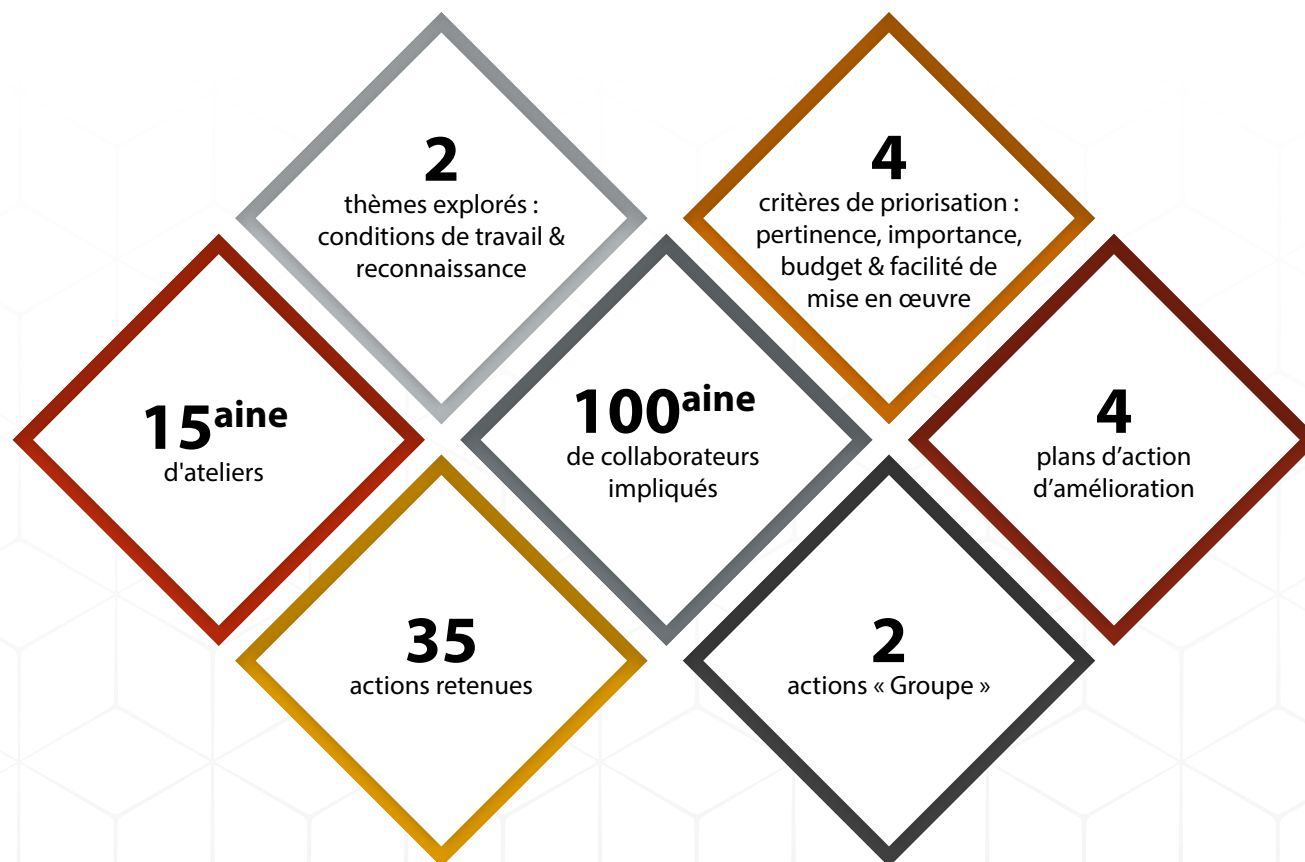 2
thèmes explorés :
conditions de travail &
reconnaissance
4
critères de priorisation :
pertinence, importance,
budget & facilité de
mise en œuvre
15aine
d'ateliers
100aine
de collaborateurs
impliqués
4
plans d’action
d’amélioration
35
actions retenues
2
actions « Groupe »